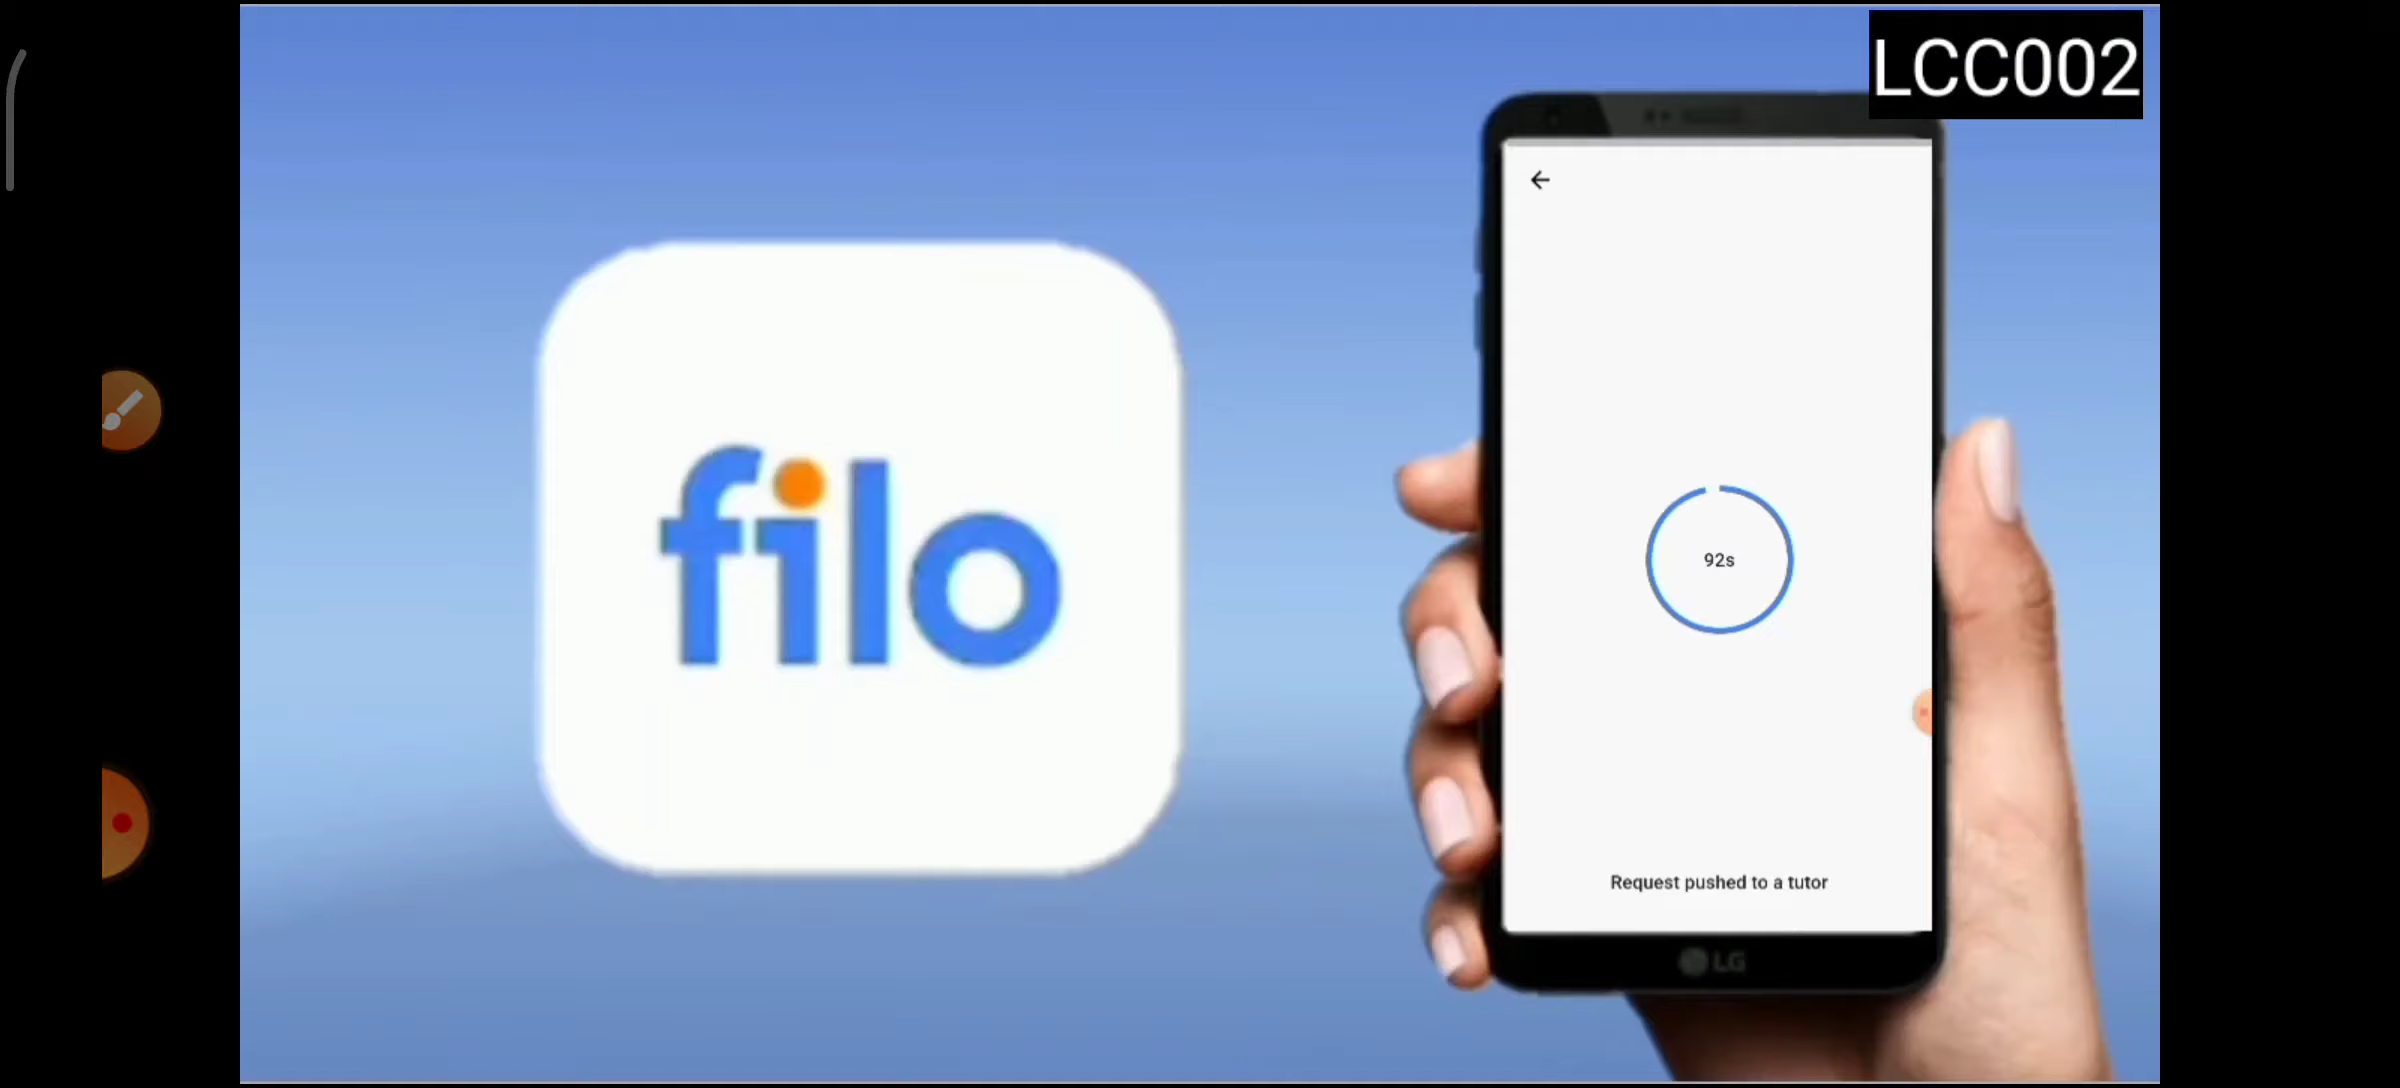 LCC002
filo
92s
Request pushed to a tutor
LG